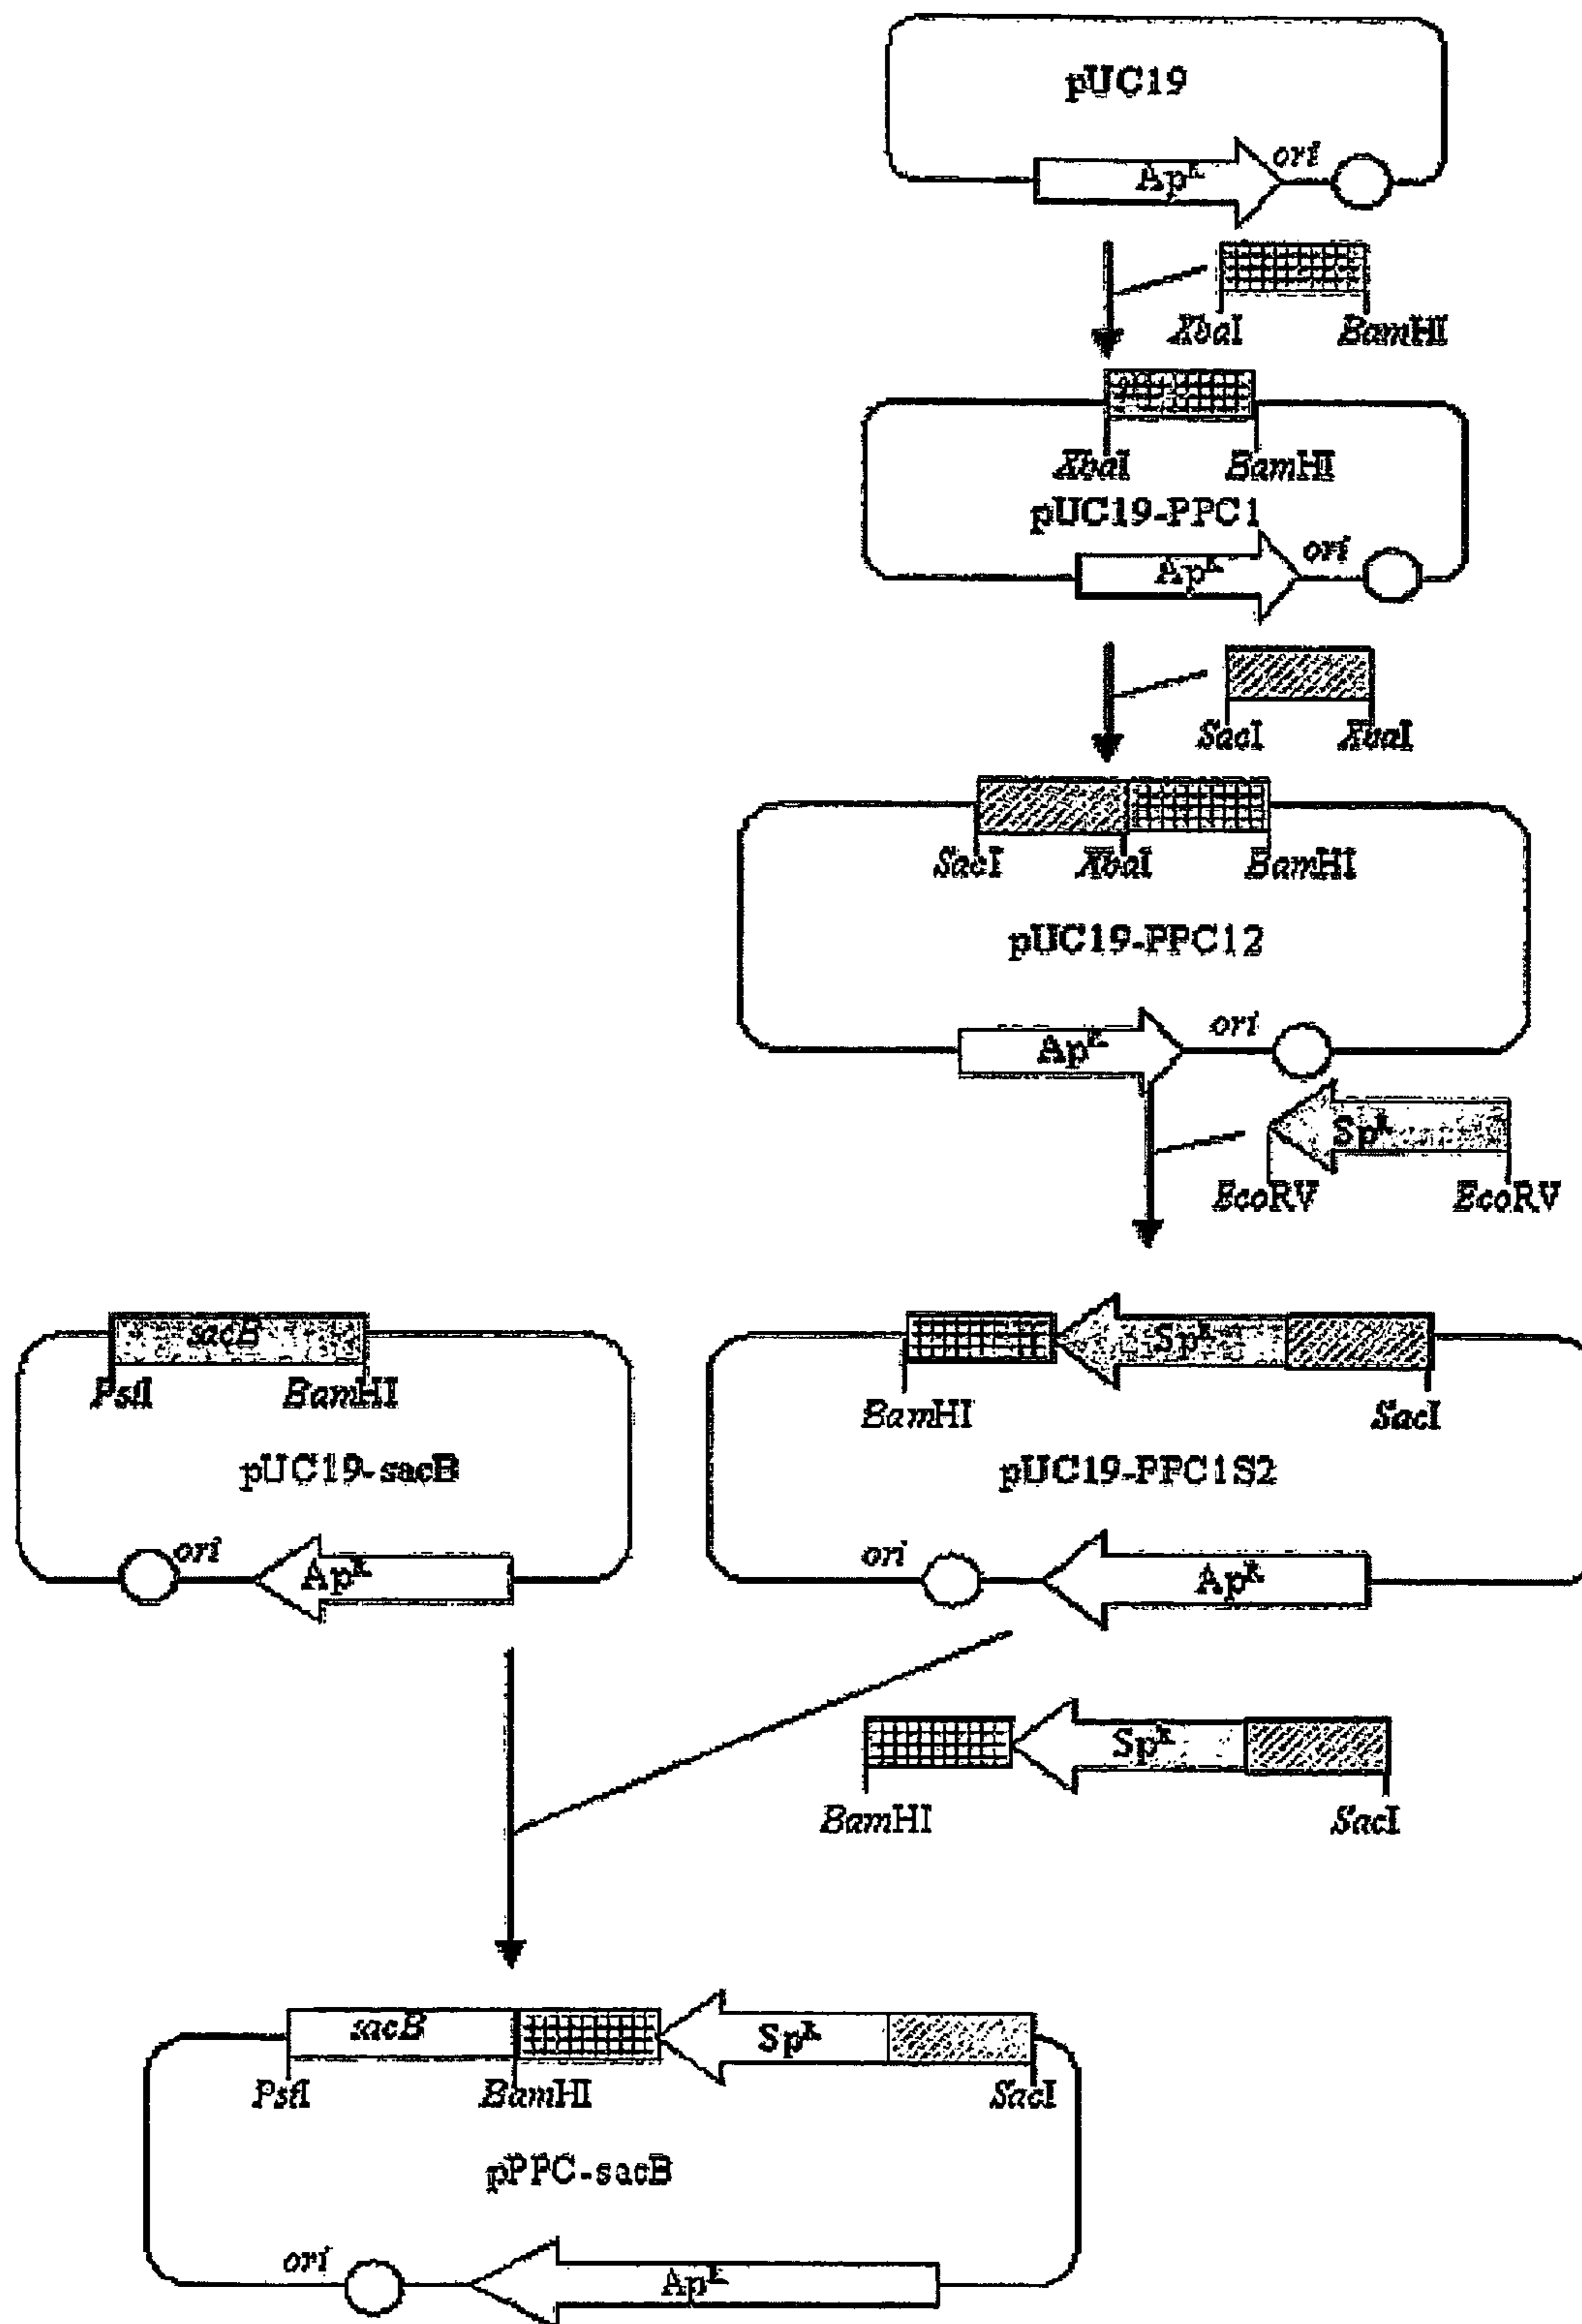 pUC19
Ap^R ori
XbaI BamHI
XbaI BamHI
pUC19-PPC1
Ap^R ori
SacI XbaI
SacI XbaI BamHI
pUC19-PPC12
Ap^R ori
Sp^R
EcoRV EcoRV
sacB
PstI BamHI
pUC19-sacB
ori Ap^R
Sp^R
BamHI SacI
pUC19-PPC1S2
ori Ap^R
Sp^R
BamHI SacI
sacB Sp^R
PstI BamHI SacI
pPPC-sacB
ori Ap^R